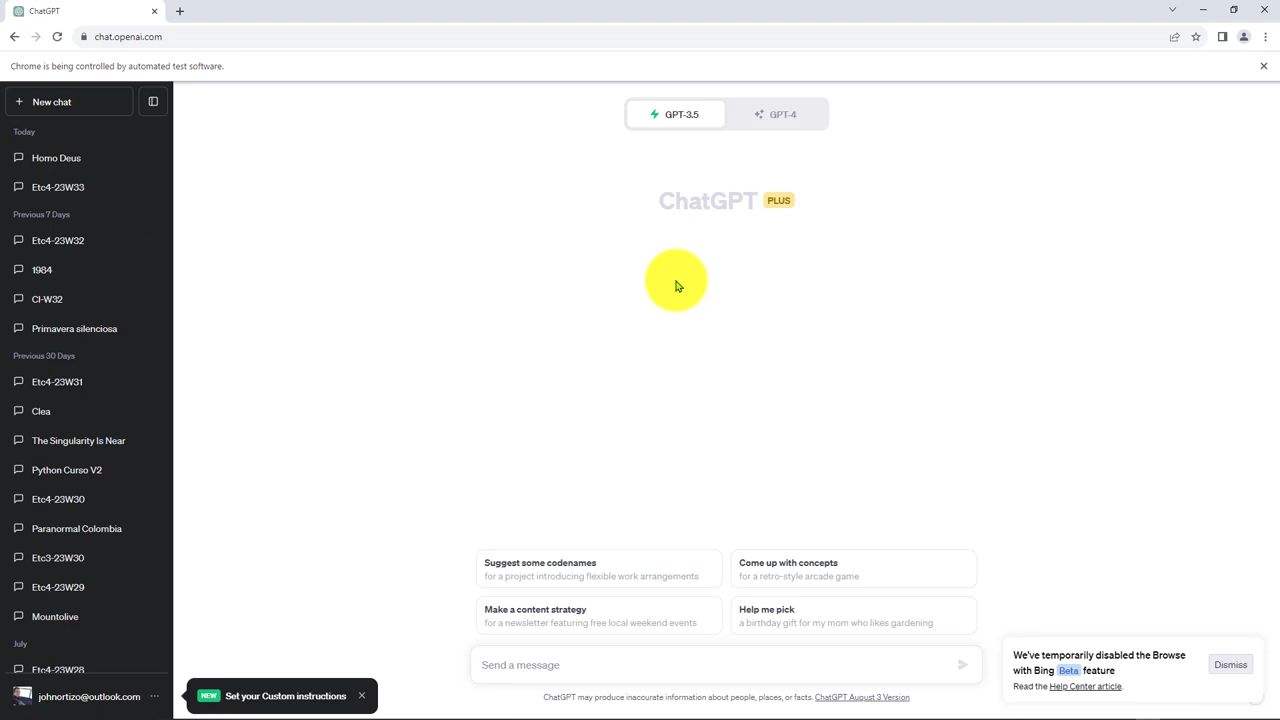 ChatGPT
chat.openai.com
Chrome is being controlled by automated test software.
New chat
Today
Homo Deus
Etc4-23W33
Previous 7 Days
Etc4-23W32
1984
CI-W32
Primavera silenciosa
Previous 30 Days
Etc4-23W31
Clea
The Singularity Is Near
Python Curso V2
Etc4-23W30
Paranormal Colombia
Etc3-23W30
Etc4-23W29
Mountolive
July
Etc4-23W28
johnortizo@outlook.com
NEW Set your Custom instructions
GPT-3.5 GPT-4
ChatGPT PLUS
Suggest some codenames
for a project introducing flexible work arrangements
Come up with concepts
for a retro-style arcade game
Make a content strategy
for a newsletter featuring free local weekend events
Help me pick
a birthday gift for my mom who likes gardening
Send a message
ChatGPT may produce inaccurate information about people, places, or facts. ChatGPT August 3 Version
We've temporarily disabled the Browse
with Bing Beta feature
Read the Help Center article.
Dismiss